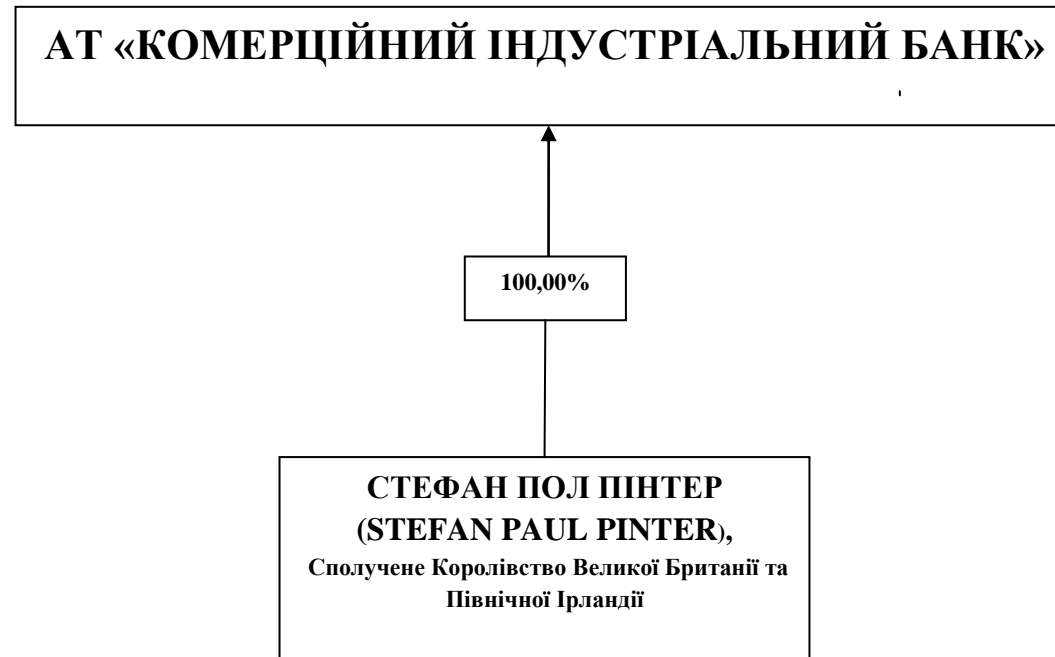 АТ «КОМЕРЦІЙНИЙ ІНДУСТРІАЛЬНИЙ БАНК»
100,00%
СТЕФАН ПОЛ ПІНТЕР
(STEFAN PAUL PINTER),
Сполучене Королівство Великої Британії та
Північної Ірландії